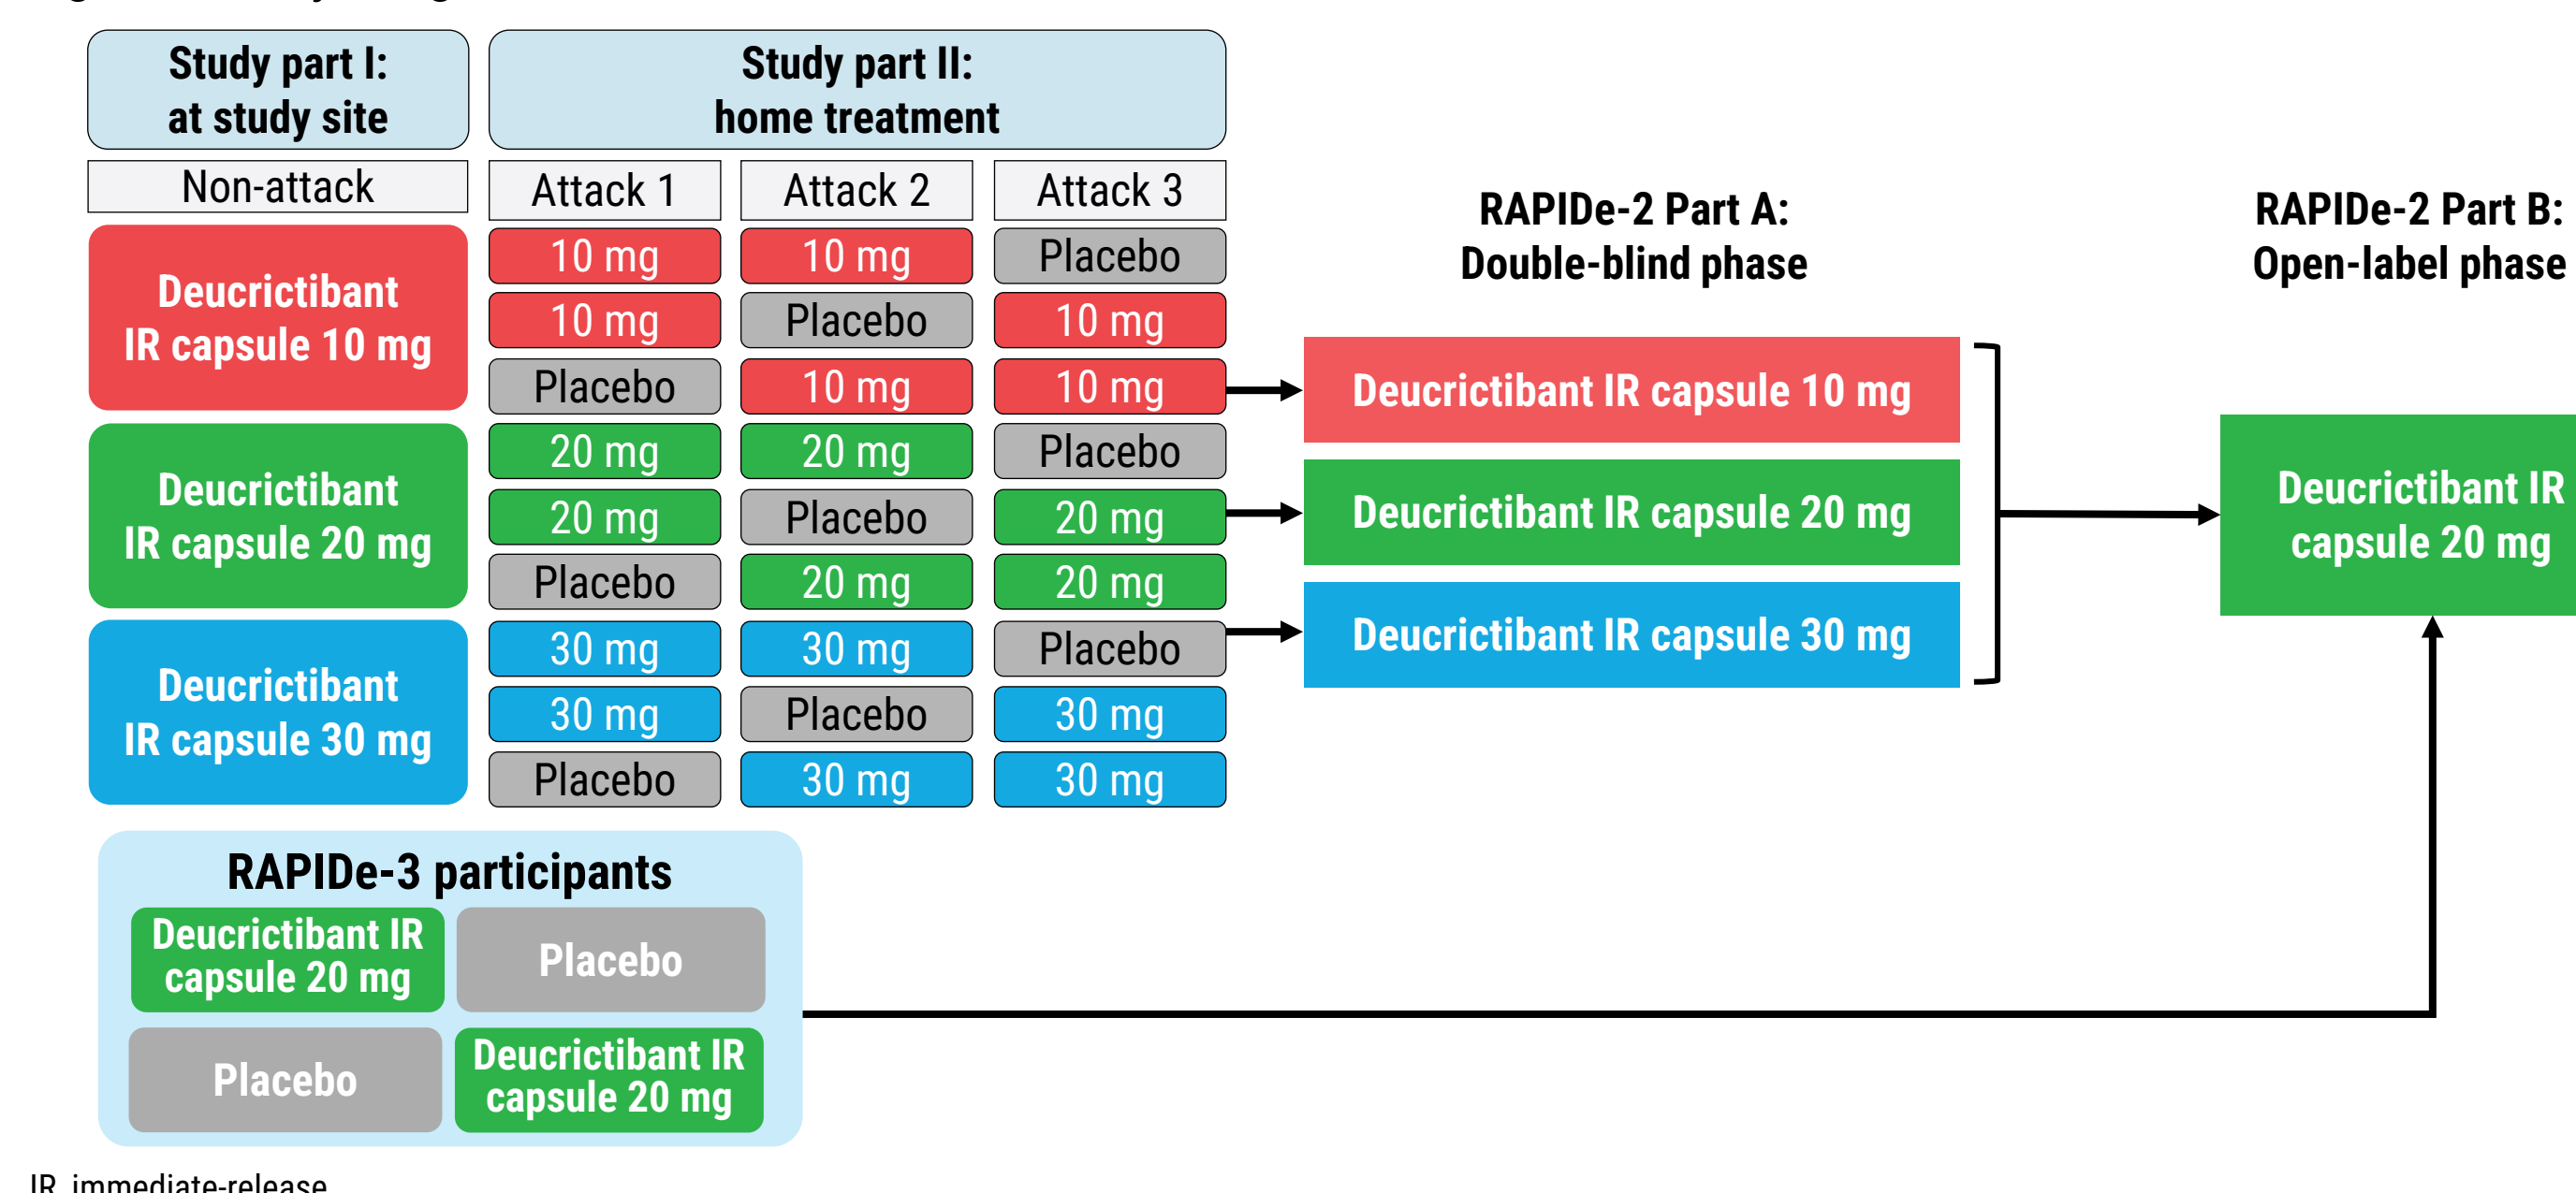 Study part I:
at study site
Study part II:
home treatment
Non-attack
Attack 1
Attack 2
Attack 3
RAPIDe-2 Part A:
Double-blind phase
RAPIDe-2 Part B:
Open-label phase
Deucrictibant
IR capsule 10 mg
10 mg
10 mg
Placebo
10 mg
Placebo
10 mg
Placebo
10 mg
10 mg
Deucrictibant
IR capsule 20 mg
20 mg
20 mg
Placebo
20 mg
Placebo
20 mg
Placebo
20 mg
20 mg
Deucrictibant
IR capsule 30 mg
30 mg
30 mg
Placebo
30 mg
Placebo
30 mg
Placebo
30 mg
30 mg
Deucrictibant IR capsule 10 mg
Deucrictibant IR capsule 20 mg
Deucrictibant IR capsule 30 mg
Deucrictibant IR
capsule 20 mg
RAPIDe-3 participants
Deucrictibant IR
capsule 20 mg
Placebo
Placebo
Deucrictibant IR
capsule 20 mg
IR, immediate-release